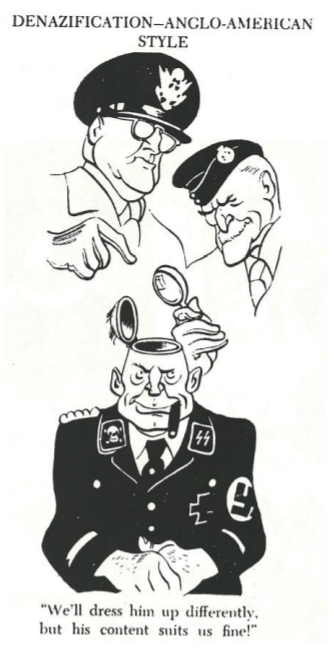 DENAZIFICATION—ANGLO-AMERICAN
STYLE
"We'll dress him up differently,
but his content suits us fine!"